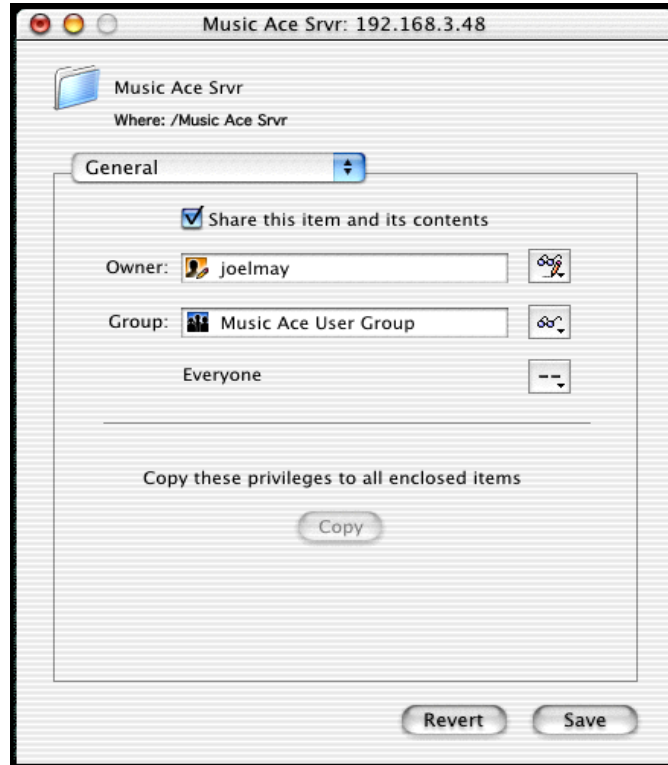 Music Ace Srvr: 192.168.3.48
Music Ace Srvr
Where: /Music Ace Srvr
General
Share this item and its contents
Owner: joelmay
Group: Music Ace User Group
Everyone --
Copy these privileges to all enclosed items
Copy
Revert Save